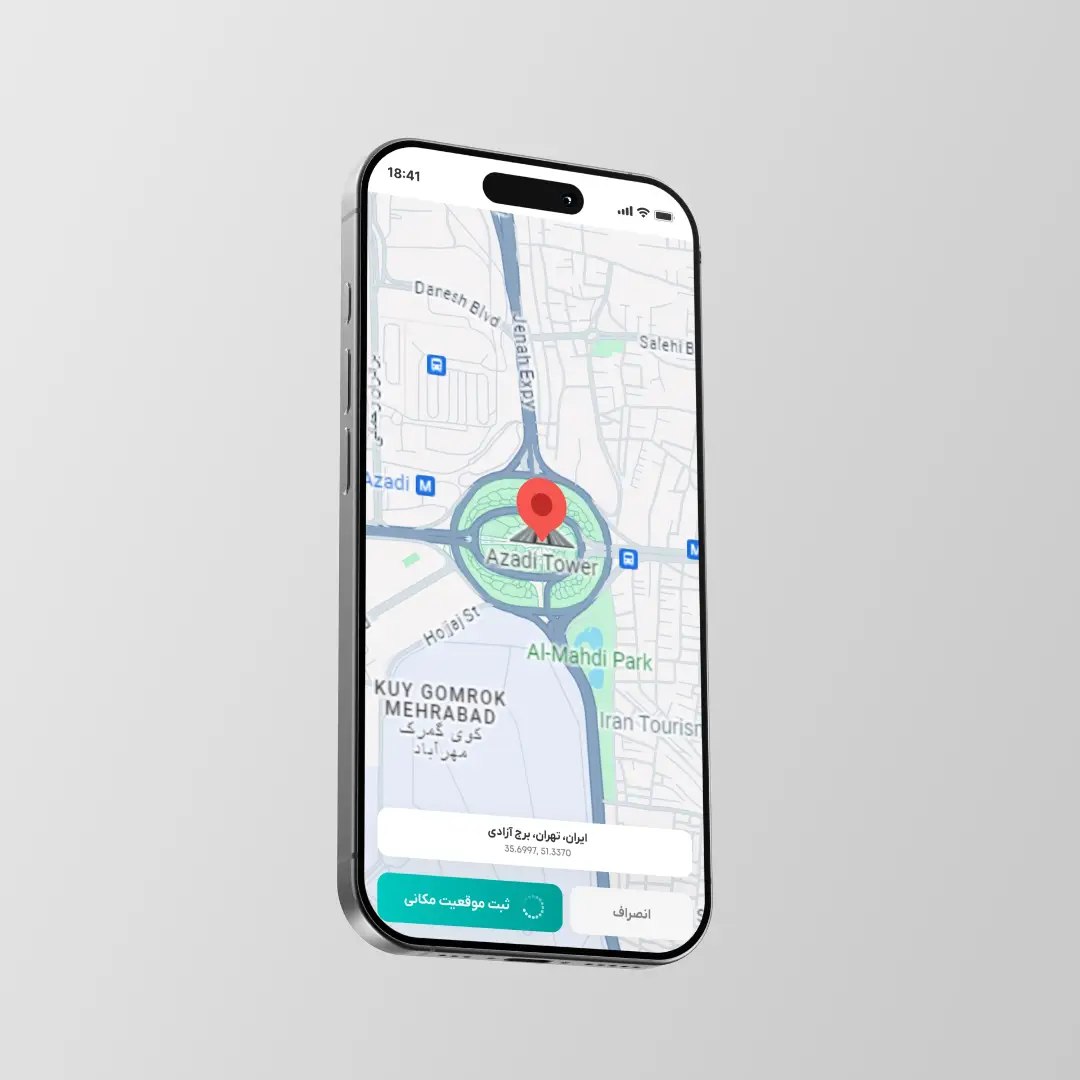 18:41
Danesh Blvd
Jenah Expy
Salehi B
Azadi M
M
Azadi Tower
Hojjaj St
Al-Mahdi Park
KUY GOMROK
MEHRABAD
کوی گمرک
مهرآباد
Iran Tourism
ایران، تهران، برج آزادی
35.6997, 51.3370
ثبت موقعیت مکانی
انصراف